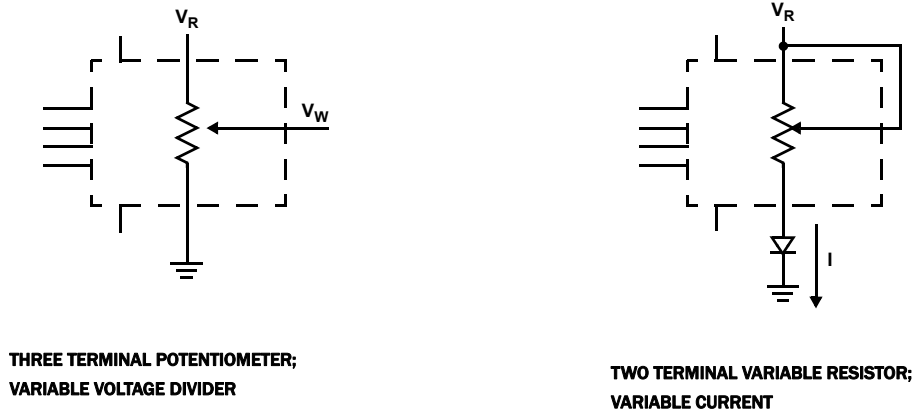 VR
VW
THREE TERMINAL POTENTIOMETER;
VARIABLE VOLTAGE DIVIDER
VR
I
TWO TERMINAL VARIABLE RESISTOR;
VARIABLE CURRENT